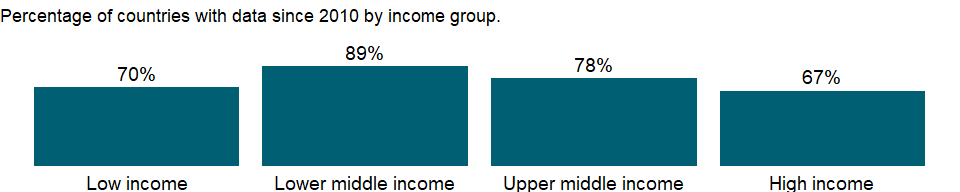 Percentage of countries with data since 2010 by income group.
70%
89%
78%
67%
Low income
Lower middle income
Upper middle income
High income